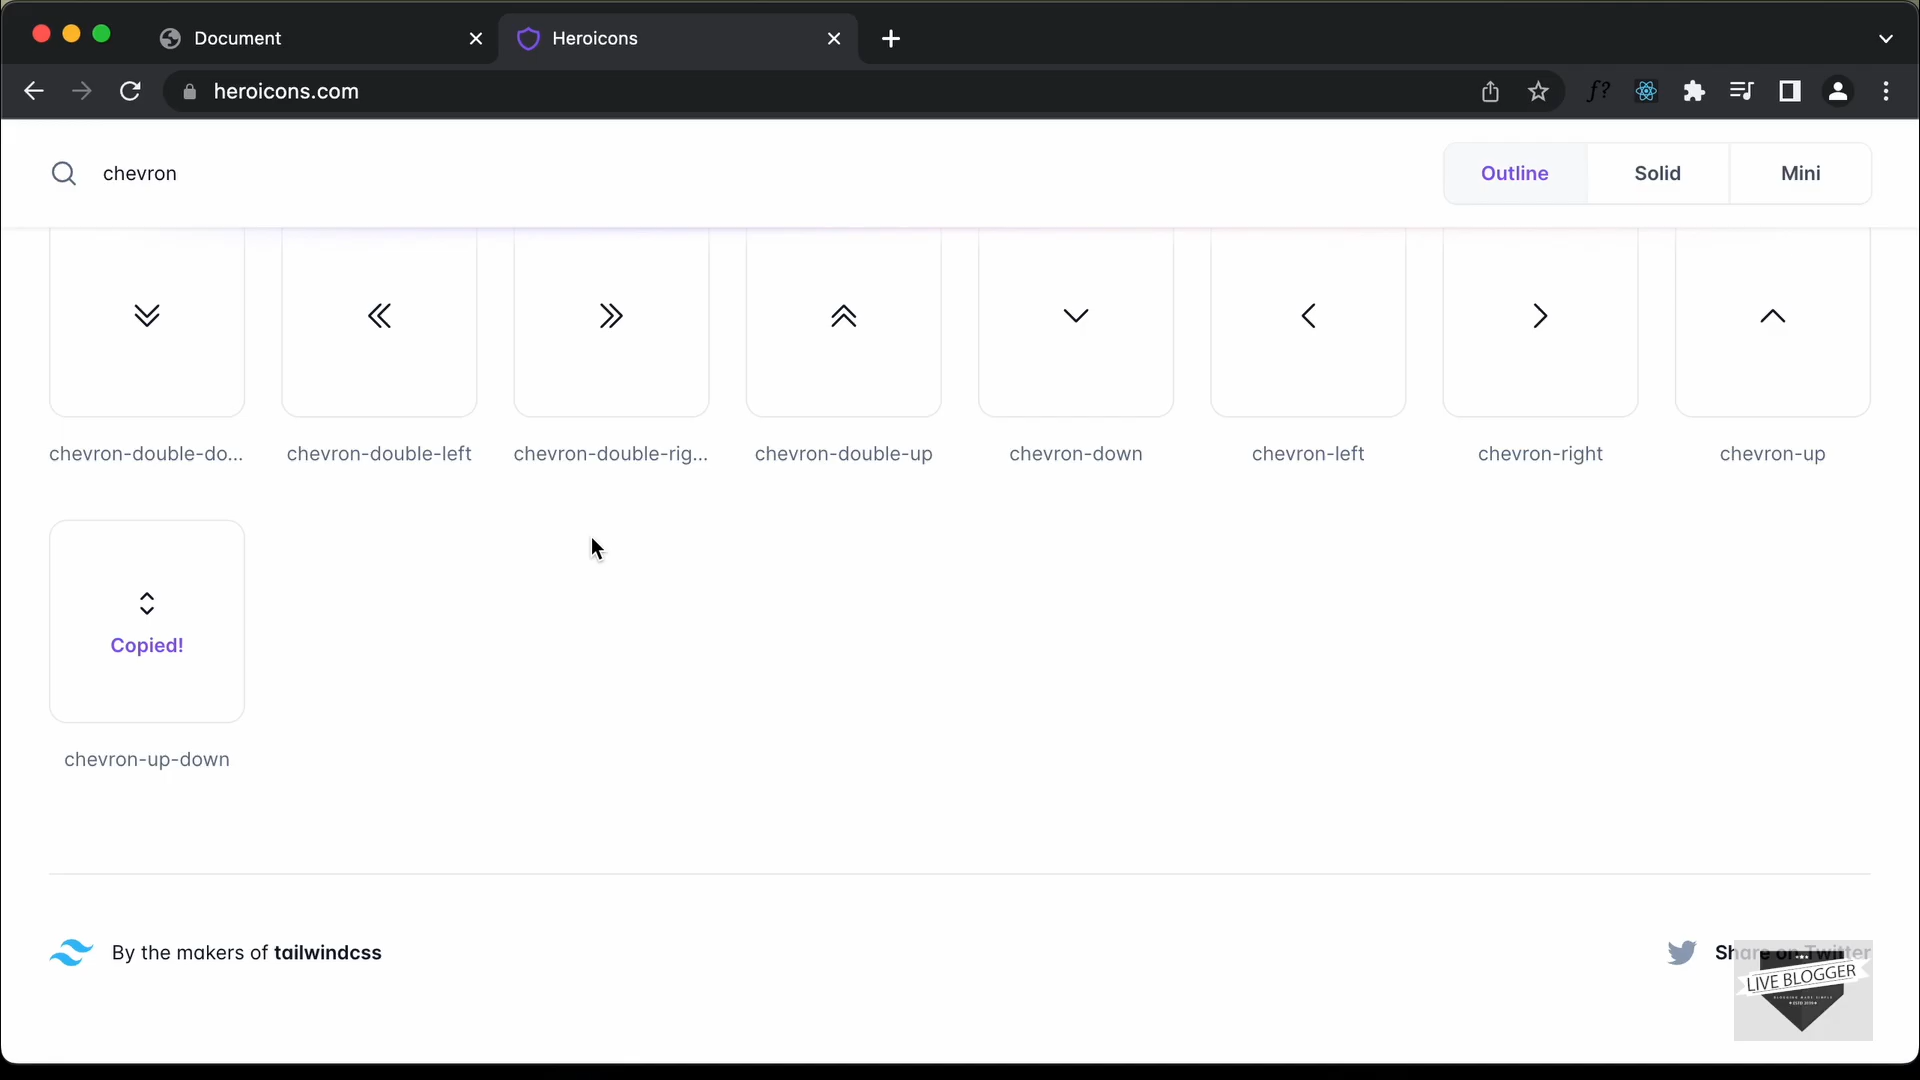 Document
Heroicons
heroicons.com
f?
chevron
Outline
Solid
Mini
chevron-double-do...
chevron-double-left
chevron-double-rig...
chevron-double-up
chevron-down
chevron-left
chevron-right
chevron-up
Copied!
chevron-up-down
By the makers of tailwindcss
Share on Twitter
LIVE BLOGGER